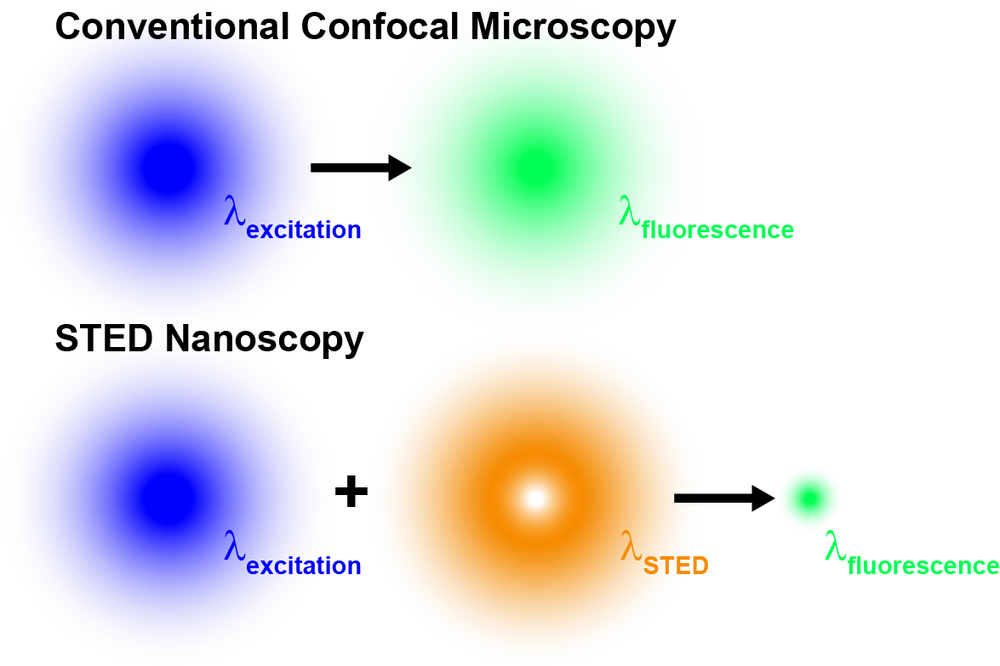 Conventional Confocal Microscopy
λexcitation
λfluorescence
STED Nanoscopy
+
λexcitation
λSTED
λfluorescence